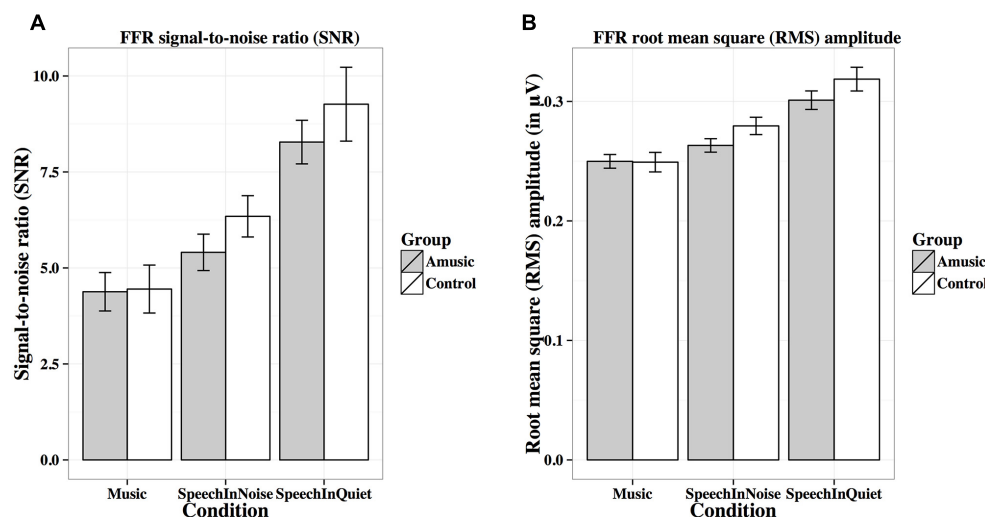 A
FFR signal-to-noise ratio (SNR)
Signal-to-noise ratio (SNR)
10.0
7.5
5.0
2.5
0.0
Music
SpeechInNoise
SpeechInQuiet
Condition
Group
Amusic
Control
B
FFR root mean square (RMS) amplitude
Root mean square (RMS) amplitude (in μV)
0.3
0.2
0.1
0.0
Music
SpeechInNoise
SpeechInQuiet
Condition
Group
Amusic
Control